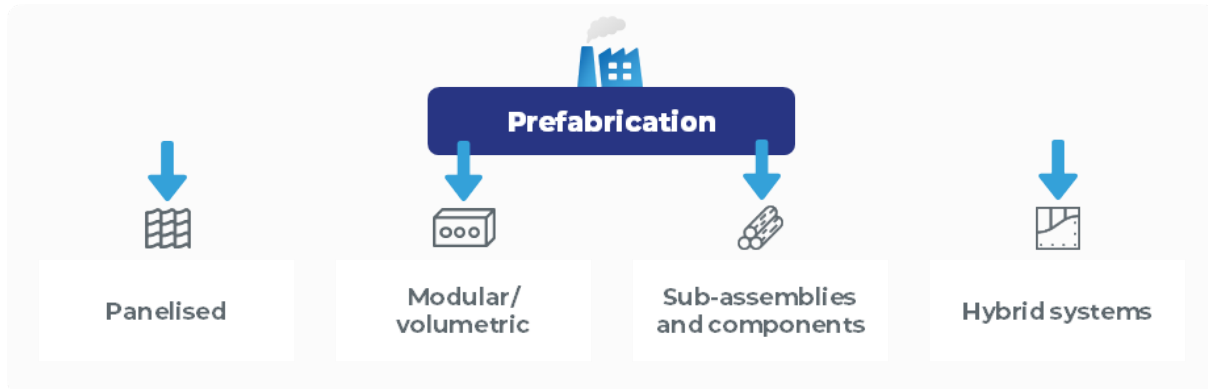 Prefabrication
Panelised
Modular/
volumetric
Sub-assemblies
and components
Hybrid systems